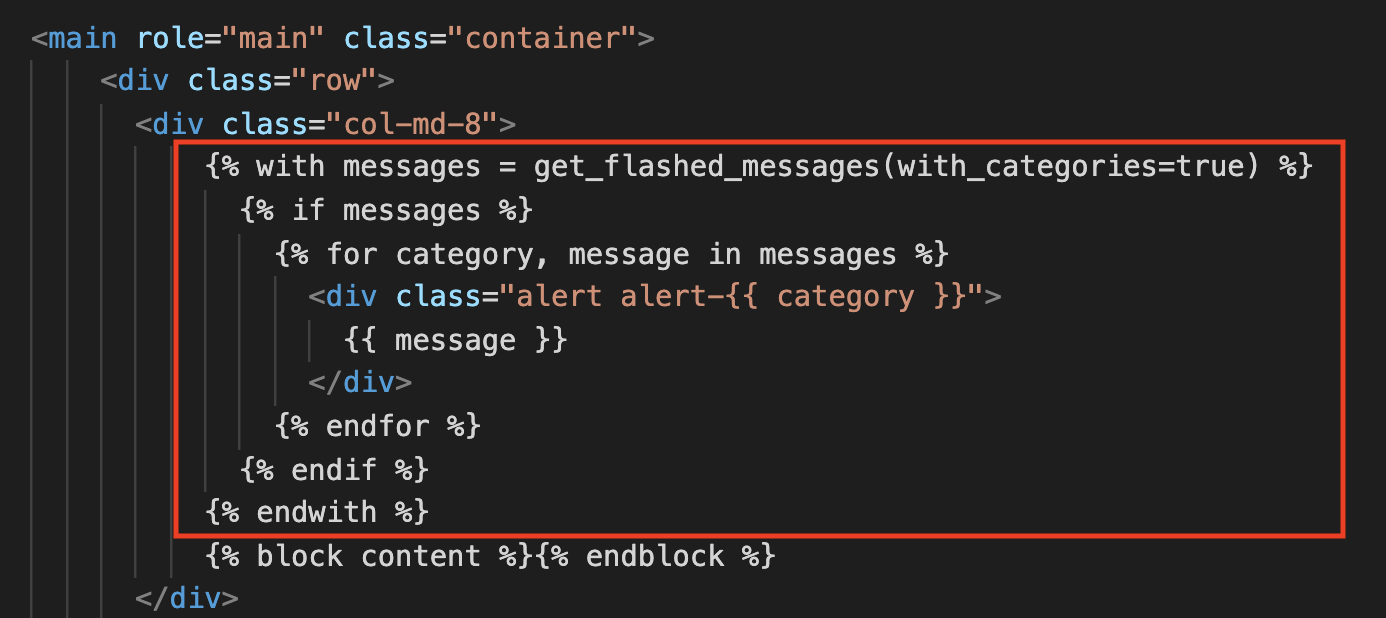 <main role="main" class="container">
<div class="row">
<div class="col-md-8">
{% with messages = get_flashed_messages(with_categories=true) %}
{% if messages %}
{% for category, message in messages %}
<div class="alert alert-{{ category }}">
{{ message }}
</div>
{% endfor %}
{% endif %}
{% endwith %}
{% block content %}{% endblock %}
</div>